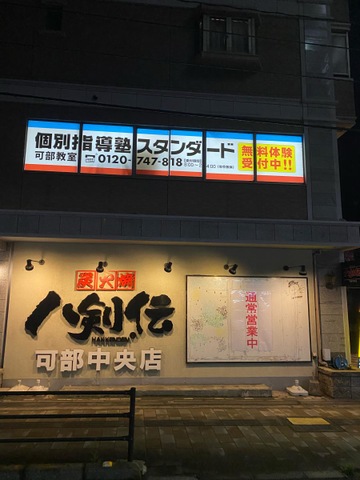 個別指導塾スタンダード
無料体験
可部教室
0120-747-818
受付中!!
炭火焼
八剣伝
HAKKENDEN
可部中央店
通常営業中